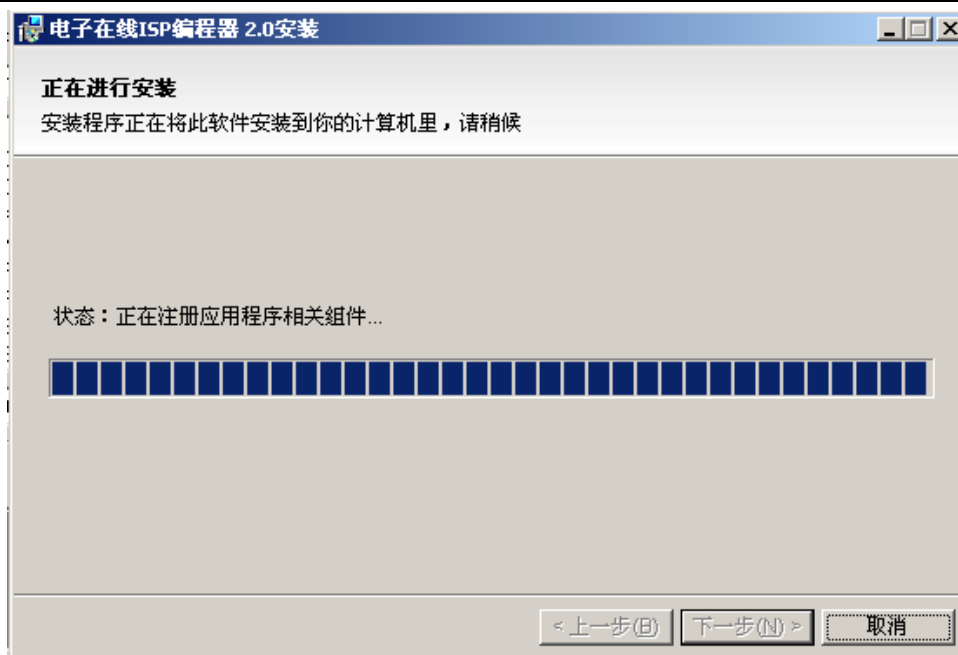 电子在线ISP编程器 2.0安装
正在进行安装
安装程序正在将此软件安装到你的计算机里，请稍候
状态：正在注册应用程序相关组件...
<上一步(B)
下一步(N)>
取消